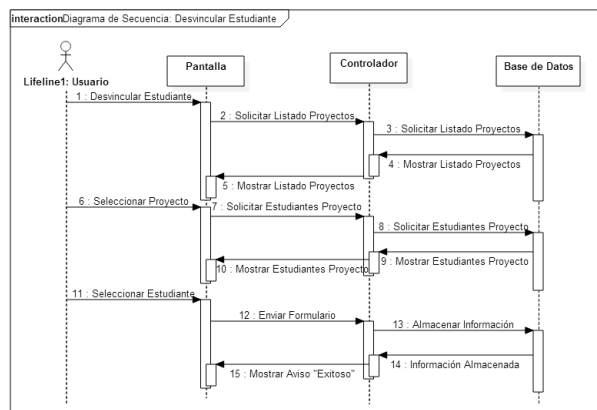 interactionDiagrama de Secuencia: Desvincular Estudiante
Pantalla
Controlador
Base de Datos
Lifeline1: Usuario
1 : Desvincular Estudiante
2 : Solicitar Listado Proyectos
3 : Solicitar Listado Proyectos
4 : Mostrar Listado Proyectos
5 : Mostrar Listado Proyectos
6 : Seleccionar Proyecto
7 : Solicitar Estudiantes Proyecto
8 : Solicitar Estudiantes Proyecto
9 : Mostrar Estudiantes Proyecto
10 : Mostrar Estudiantes Proyecto
11 : Seleccionar Estudiante
12 : Enviar Formulario
13 : Almacenar Información
14 : Información Almacenada
15 : Mostrar Aviso "Exitoso"